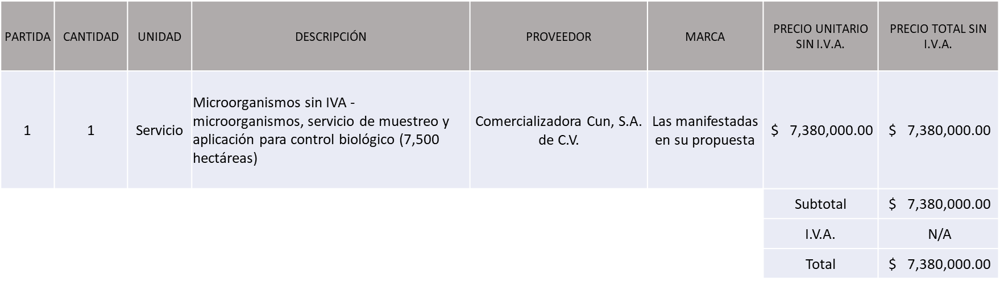 PARTIDA CANTIDAD UNIDAD DESCRIPCIÓN PROVEEDOR MARCA PRECIO UNITARIO SIN I.V.A. PRECIO TOTAL SIN I.V.A.
Microorganismos sin IVA -
microorganismos, servicio de muestreo y
aplicación para control biológico (7,500
hectáreas)
1 1 Servicio
Comercializadora Cun, S.A.
de C.V.
Las manifestadas
en su propuesta
$ 7,380,000.00 $ 7,380,000.00
Subtotal $ 7,380,000.00
I.V.A. N/A
Total $ 7,380,000.00